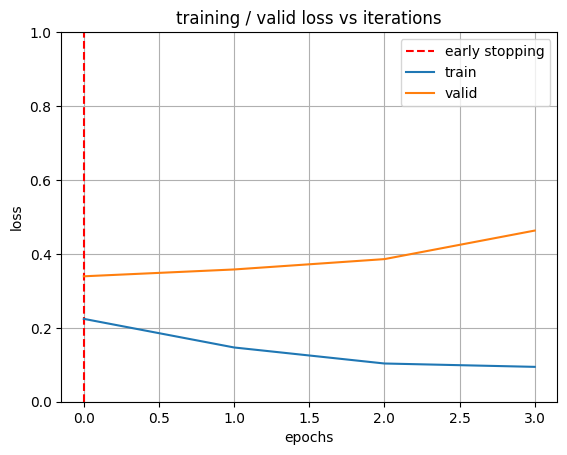 training / valid loss vs iterations
1.0
0.8
0.6
0.4
0.2
0.0
loss
early stopping
train
valid
0.0 0.5 1.0 1.5 2.0 2.5 3.0
epochs